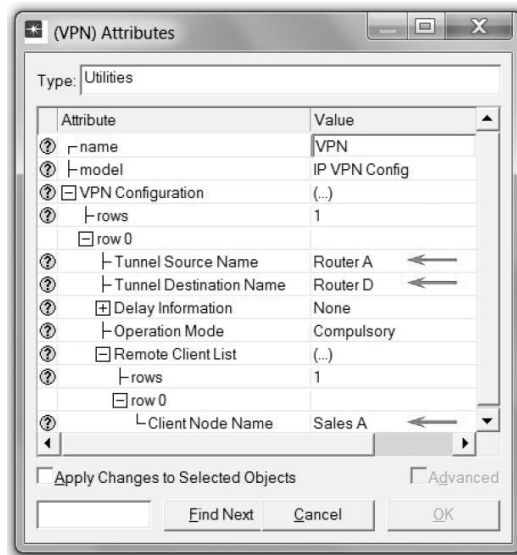 (VPN) Attributes
Type: Utilities
Attribute Value
name VPN
model IP VPN Config
VPN Configuration (...)
rows 1
row 0
Tunnel Source Name Router A
Tunnel Destination Name Router D
Delay Information None
Operation Mode Compulsory
Remote Client List (...)
rows 1
row 0
Client Node Name Sales A
Apply Changes to Selected Objects Advanced
Find Next Cancel OK